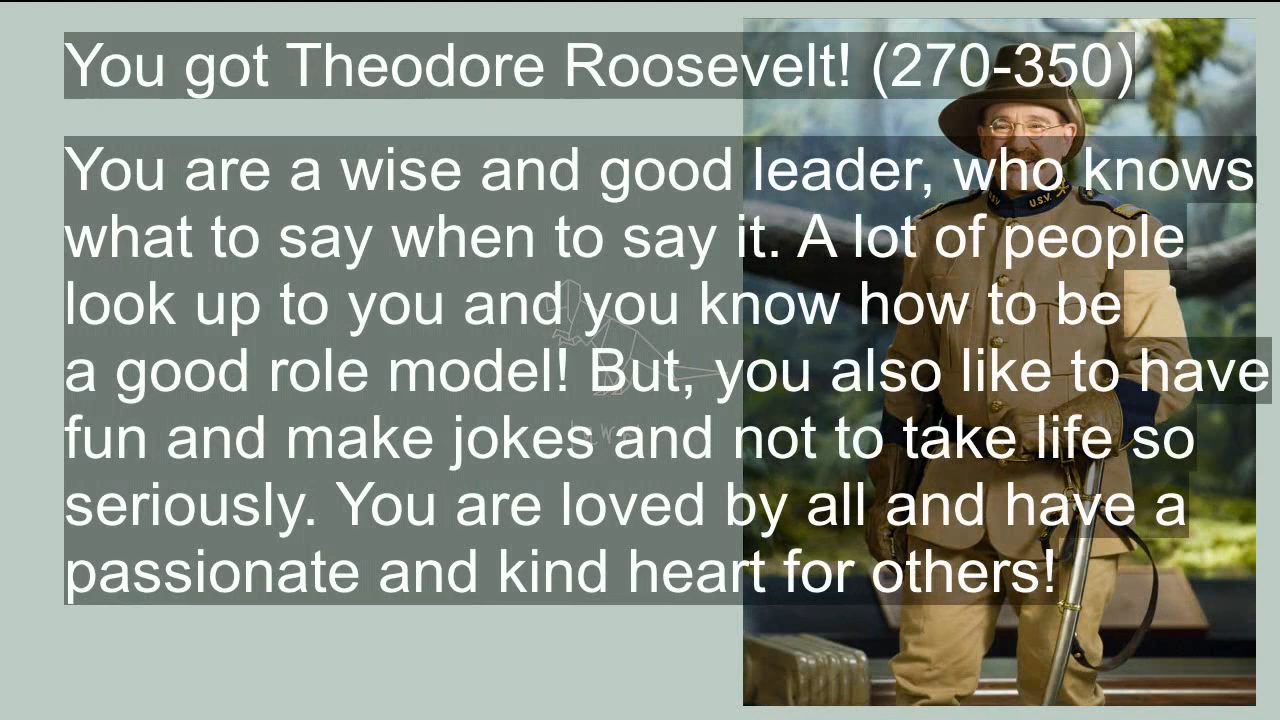 You got Theodore Roosevelt! (270-350)
You are a wise and good leader, who knows
what to say when to say it. A lot of people
look up to you and you know how to be
a good role model! But, you also like to have
fun and make jokes and not to take life so
seriously. You are loved by all and have a
passionate and kind heart for others!
U.S.V.